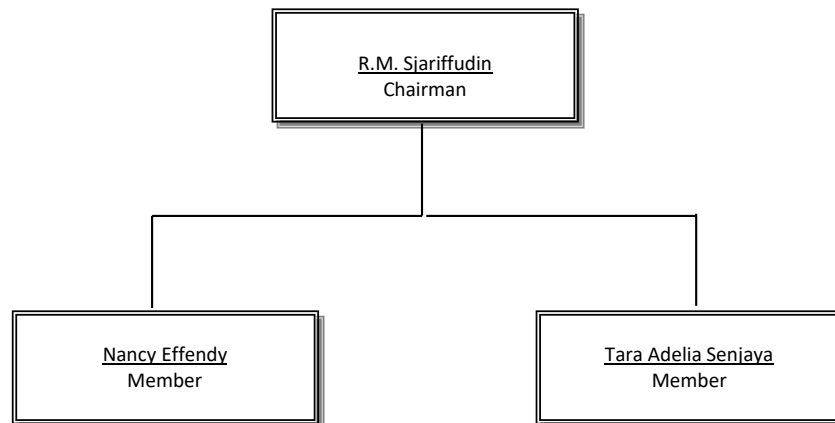 R.M. Sjariffudin
Chairman
Nancy Effendy
Member
Tara Adelia Senjaya
Member